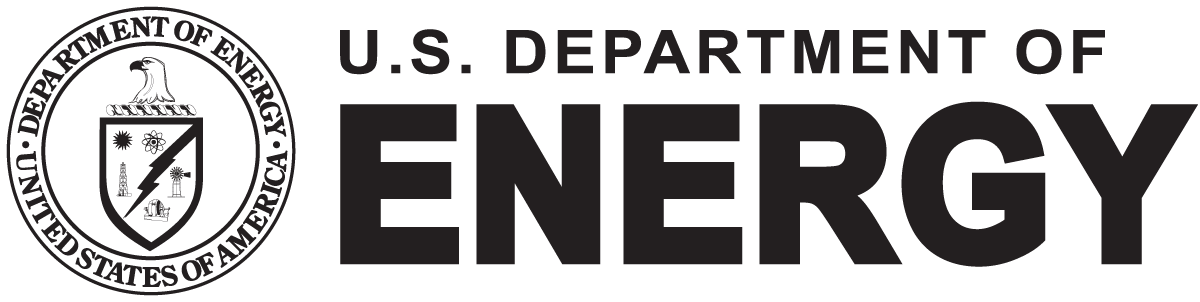 DEPARTMENT OF ENERGY
UNITED STATES OF AMERICA
U.S. DEPARTMENT OF
ENERGY